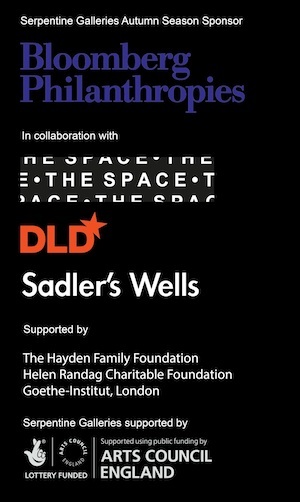 Serpentine Galleries Autumn Season Sponsor
Bloomberg
Philanthropies
In collaboration with
THE SPACE • THE
E • THE SPACE • T
PACE • THE SPA
DLD
Sadler's Wells
Supported by
The Hayden Family Foundation
Helen Randag Charitable Foundation
Goethe-Institut, London
Serpentine Galleries supported by
LOTTERY FUNDED
ARTS COUNCIL
ENGLAND
Supported using public funding by
ARTS COUNCIL
ENGLAND